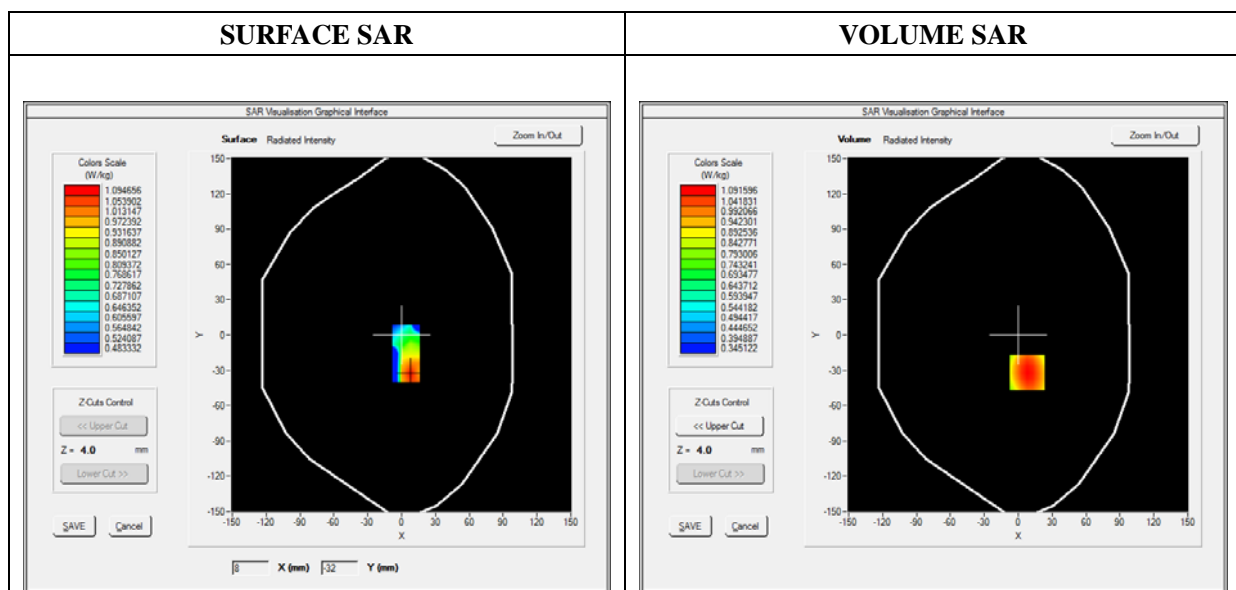 SURFACE SAR
VOLUME SAR
SAR Visualisation Graphical Interface
Surface Radiated Intensity
Zoom In/Out
Colors Scale
(W/kg)
1.094656
1.053902
1.013147
0.972392
0.931637
0.890882
0.850127
0.809372
0.768617
0.727862
0.687107
0.646352
0.605597
0.564842
0.524087
0.483332
150
120
90
60
30
0
-30
-60
-90
-120
-150
Y
-150 -120 -90 -60 -30 0 30 60 90 120 150
X
Z-Cuts Control
<< Upper Cut
Z = 4.0 mm
Lower Cut >>
SAVE Cancel
8 X (mm) -32 Y (mm)
SAR Visualisation Graphical Interface
Volume Radiated Intensity
Zoom In/Out
Colors Scale
(W/kg)
1.091596
1.041831
0.992066
0.942301
0.892536
0.842771
0.793006
0.743241
0.693477
0.643712
0.593947
0.544182
0.494417
0.444652
0.394887
0.345122
150
120
90
60
30
0
-30
-60
-90
-120
-150
Y
-150 -120 -90 -60 -30 0 30 60 90 120 150
X
Z-Cuts Control
<< Upper Cut
Z = 4.0 mm
Lower Cut >>
SAVE Cancel